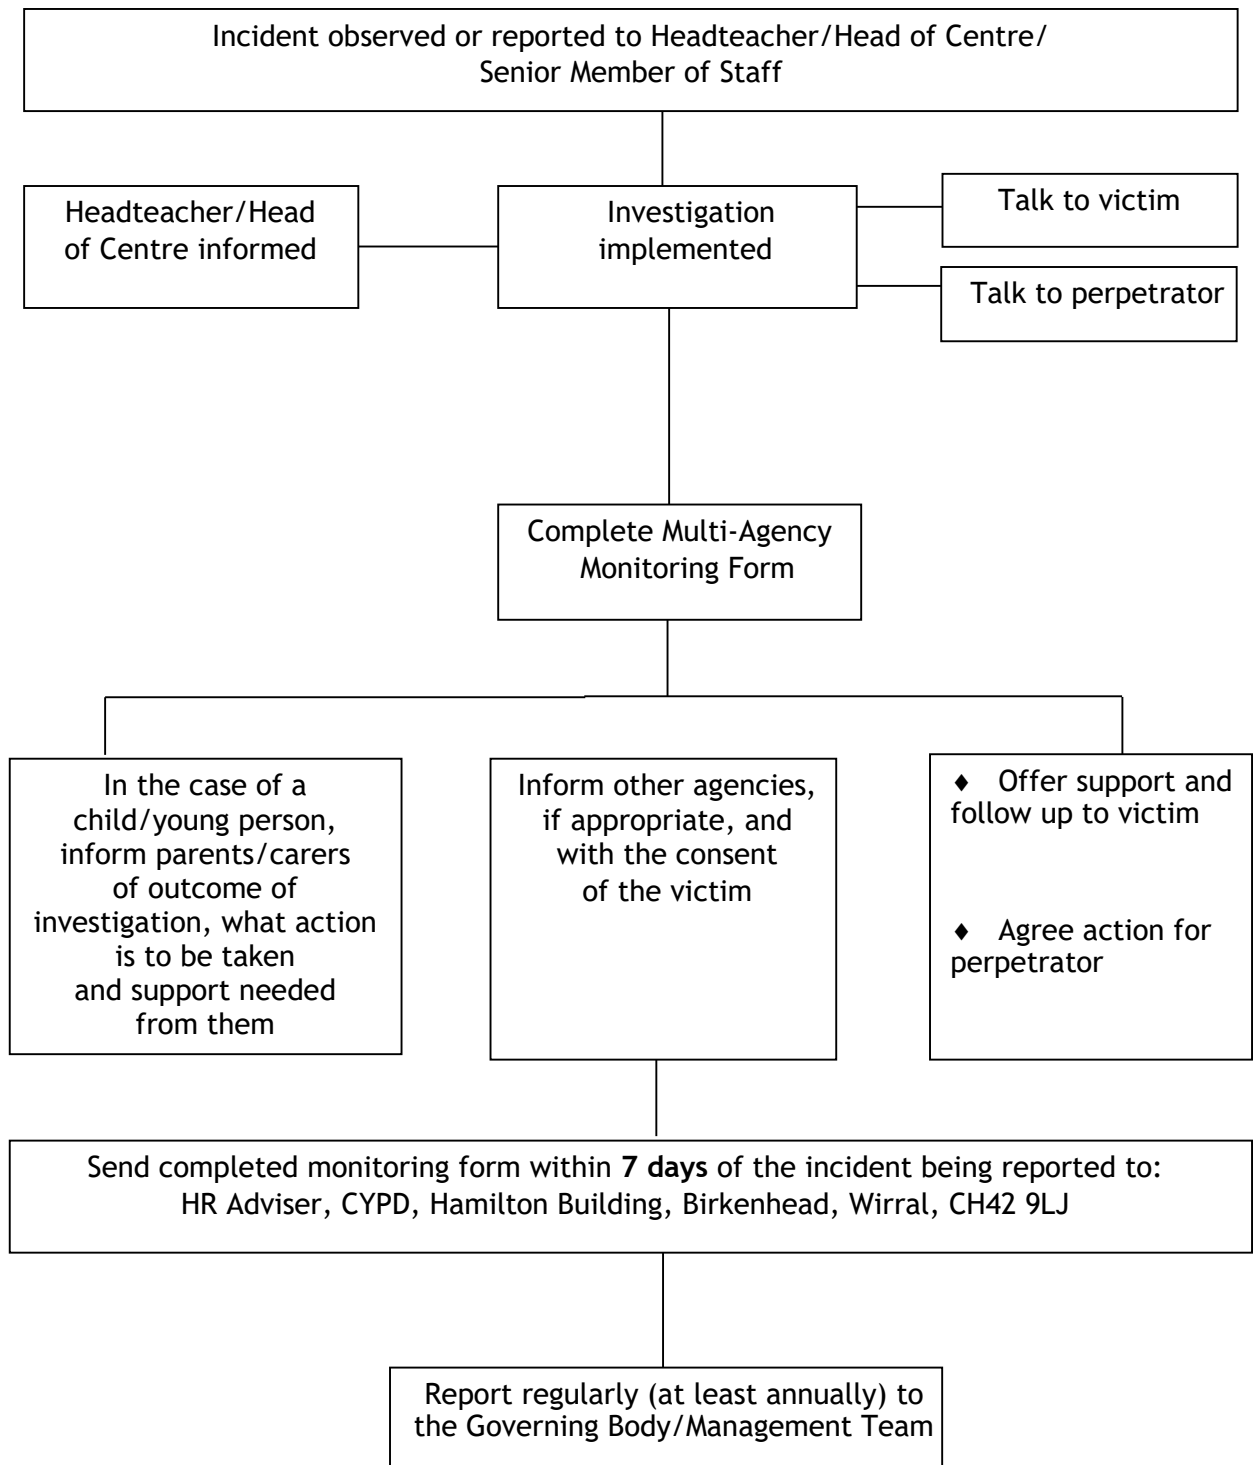 Incident observed or reported to Headteacher/Head of Centre/
Senior Member of Staff
Headteacher/Head
of Centre informed
Investigation
implemented
Talk to victim
Talk to perpetrator
Complete Multi-Agency
Monitoring Form
In the case of a
child/young person,
inform parents/carers
of outcome of
investigation, what action
is to be taken
and support needed
from them
Inform other agencies,
if appropriate, and
with the consent
of the victim
♦ Offer support and
follow up to victim
♦ Agree action for
perpetrator
Send completed monitoring form within 7 days of the incident being reported to:
HR Adviser, CYPD, Hamilton Building, Birkenhead, Wirral, CH42 9LJ
Report regularly (at least annually) to
the Governing Body/Management Team